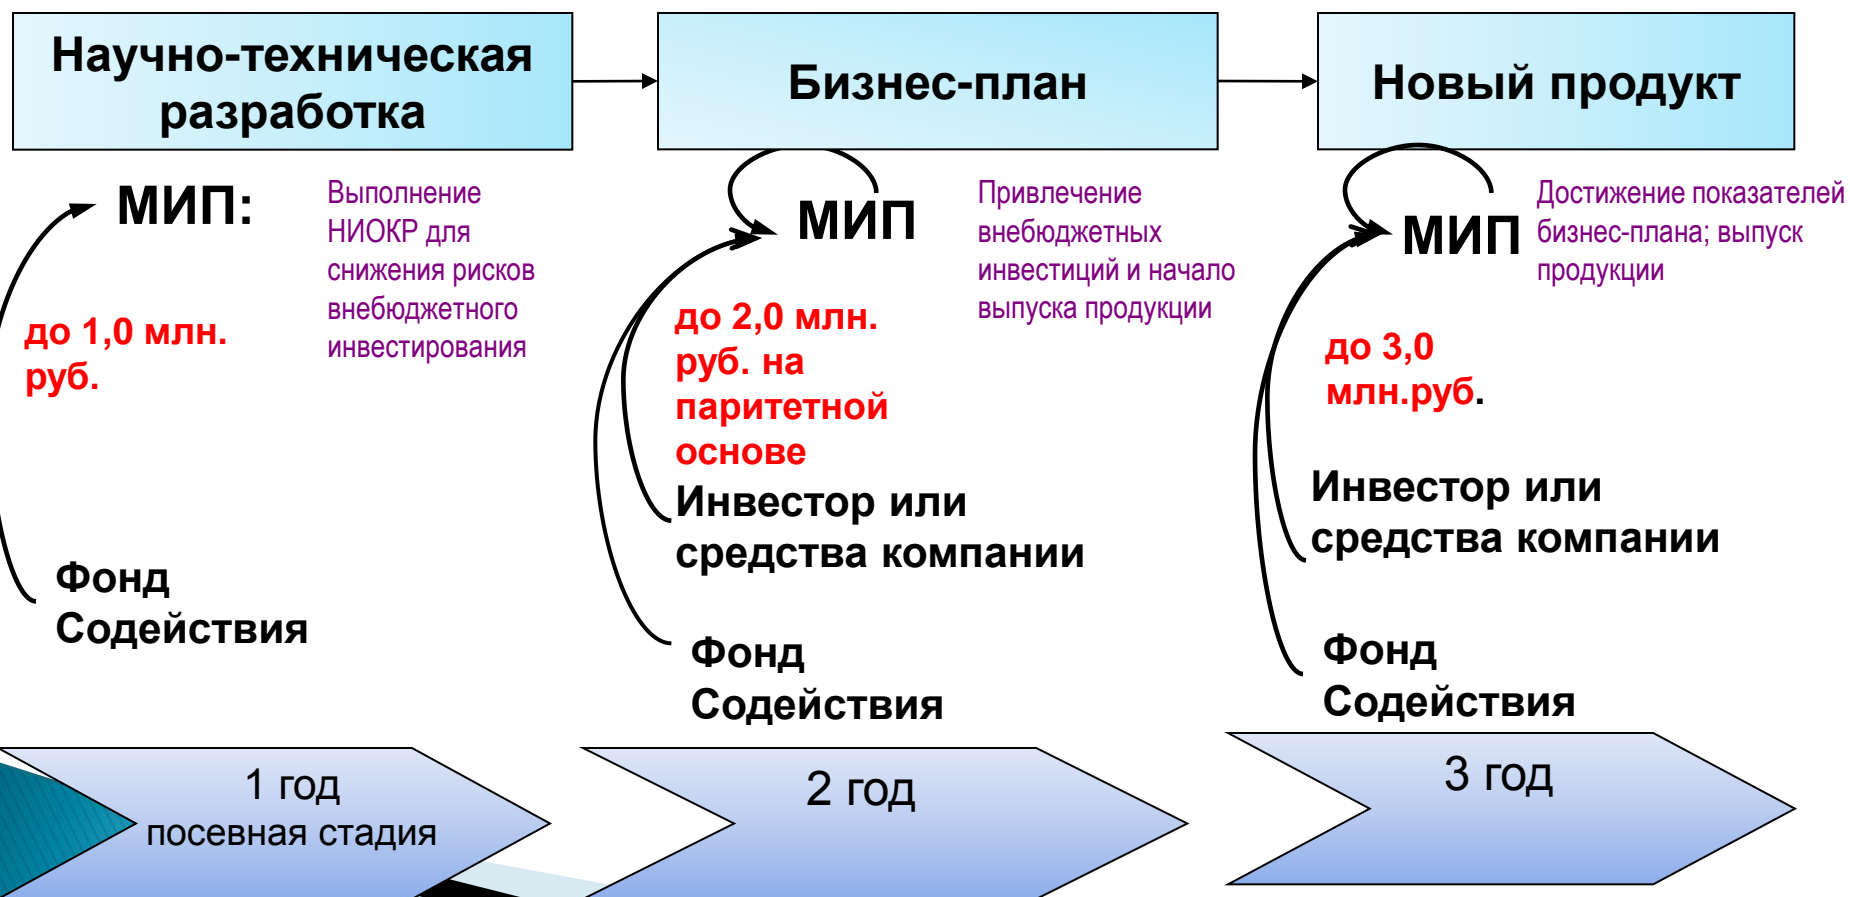 Научно-техническая
разработка
Бизнес-план
Новый продукт
МИП:
Выполнение
НИОКР для
снижения рисков
внебюджетного
инвестирования
до 1,0 млн.
руб.
Фонд
Содействия
МИП
Привлечение
внебюджетных
инвестиций и начало
выпуска продукции
до 2,0 млн.
руб. на
паритетной
основе
Инвестор или
средства компании
Фонд
Содействия
МИП
Достижение показателей
бизнес-плана; выпуск
продукции
до 3,0
млн.руб.
Инвестор или
средства компании
Фонд
Содействия
1 год
посевная стадия
2 год
3 год